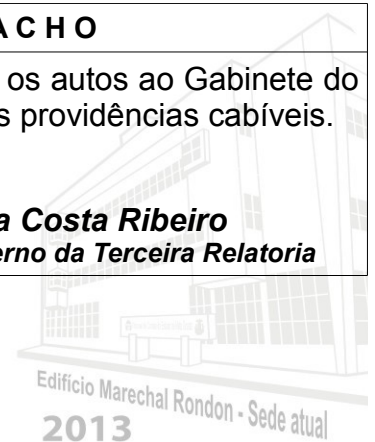 A C H O
os autos ao Gabinete do
s providências cabíveis.
a Costa Ribeiro
erno da Terceira Relatoria
Edifício Marechal Rondon - Sede atual
2013